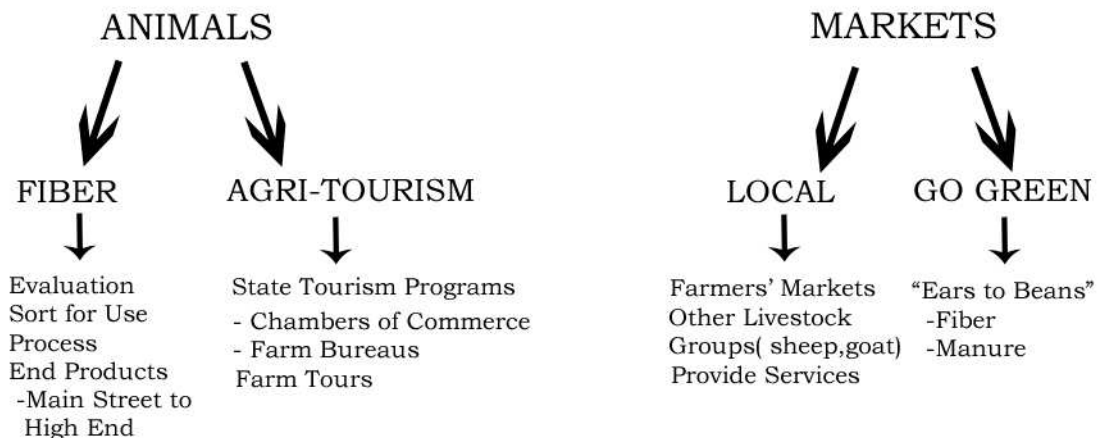 ANIMALS
FIBER
Evaluation
Sort for Use
Process
End Products
-Main Street to
High End
AGRI-TOURISM
State Tourism Programs
- Chambers of Commerce
- Farm Bureaus
Farm Tours
MARKETS
LOCAL
Farmers’ Markets
Other Livestock
Groups( sheep,goat)
Provide Services
GO GREEN
“Ears to Beans”
-Fiber
-Manure